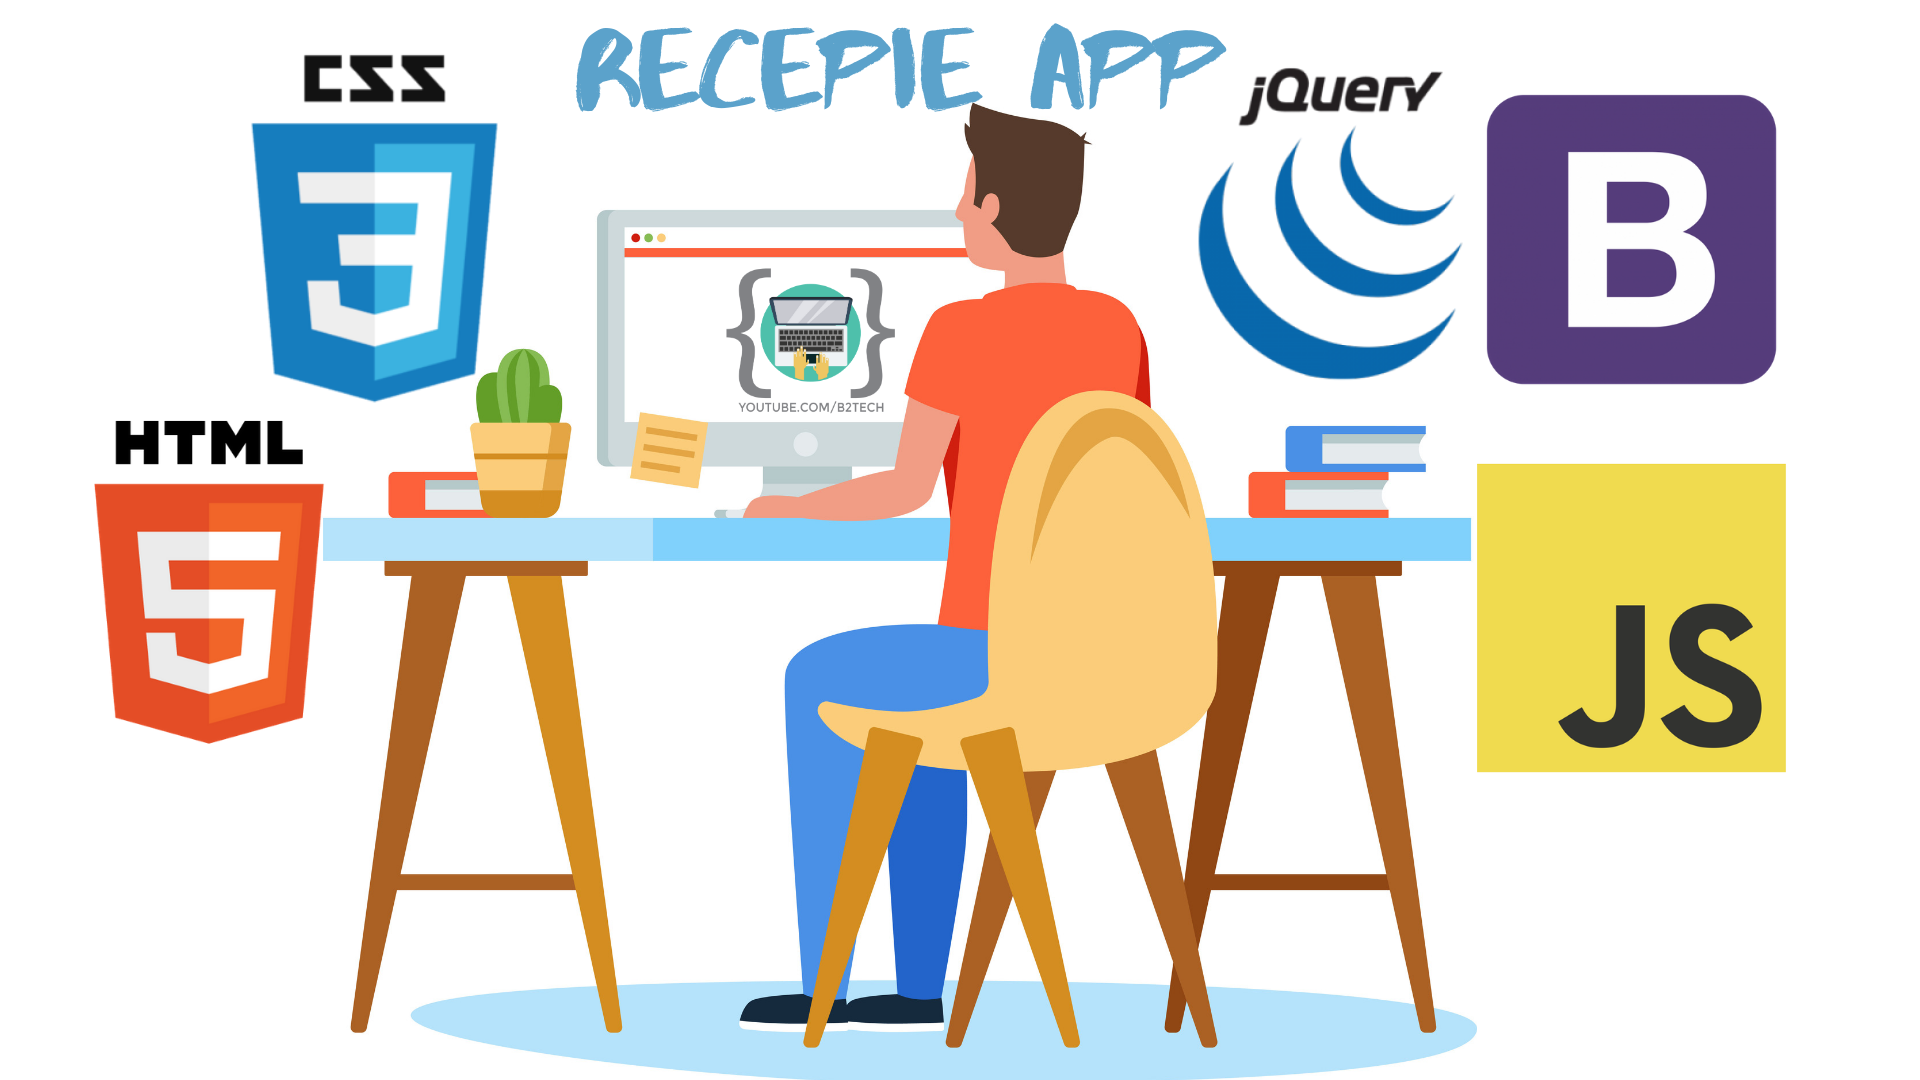 RECEPIE APP
CSS
3
jQuery
B
YOUTUBE.COM/B2TECH
HTML
5
JS